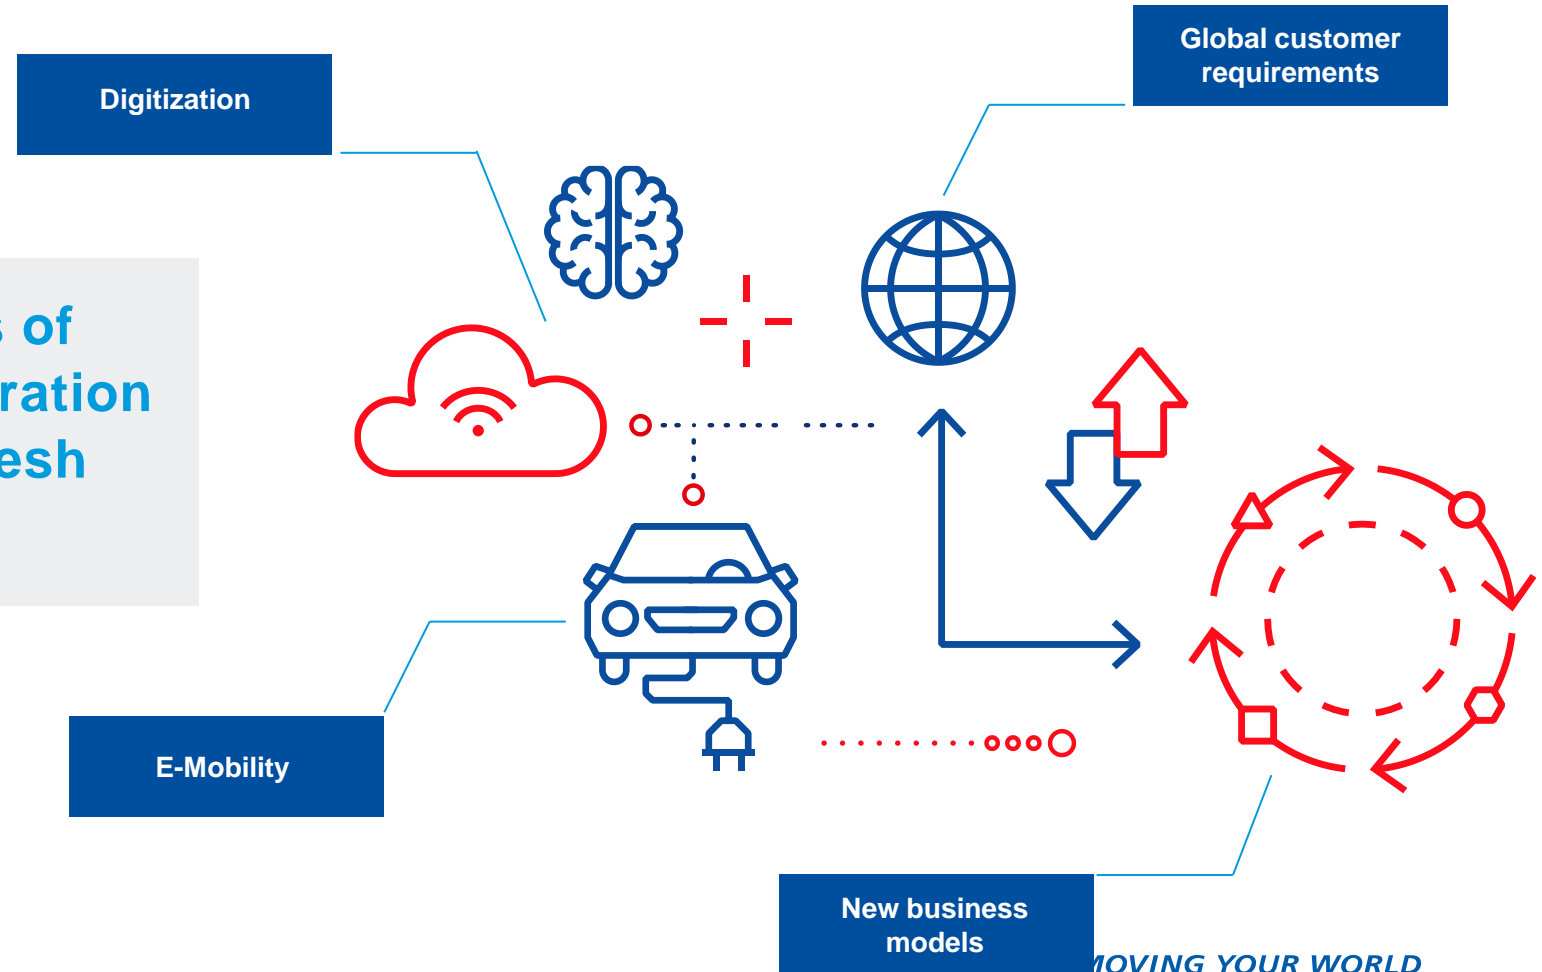 Global customer
requirements
Digitization
of
ration
esh
E-Mobility
New business
models
MOVING YOUR WORLD